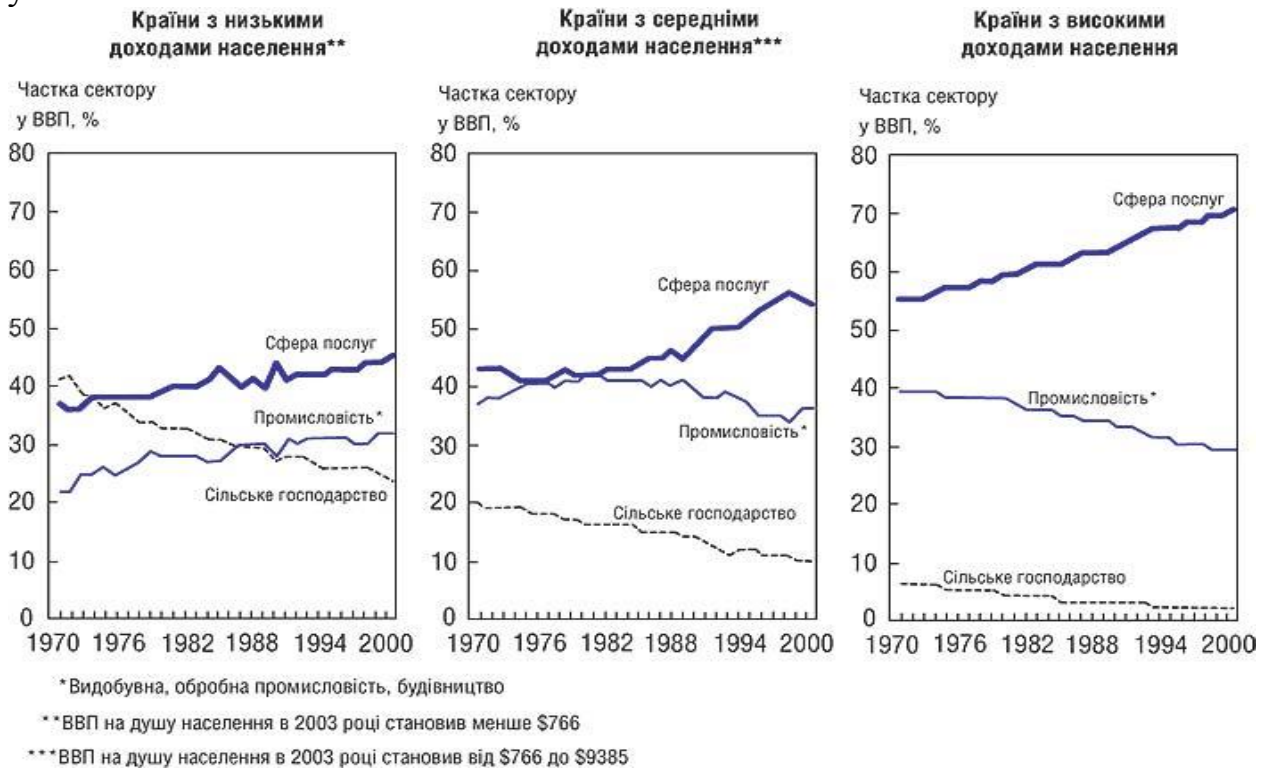 Країни з низькими
доходами населення**
Частка сектору
у ВВП, %
80
70
60
50
40
30
20
10
0
Сфера послуг
Промисловість*
Сільське господарство
1970 1976 1982 1988 1994 2000
Країни з середніми
доходами населення***
Частка сектору
у ВВП, %
80
70
60
50
40
30
20
10
0
Сфера послуг
Промисловість*
Сільське господарство
1970 1976 1982 1988 1994 2000
Країни з високими
доходами населення
Частка сектору
у ВВП, %
80
70
60
50
40
30
20
10
0
Сфера послуг
Промисловість*
Сільське господарство
1970 1976 1982 1988 1994 2000
*Видобувна, обробна промисловість, будівництво
**ВВП на душу населення в 2003 році становив менше $766
***ВВП на душу населення в 2003 році становив від $766 до $9385